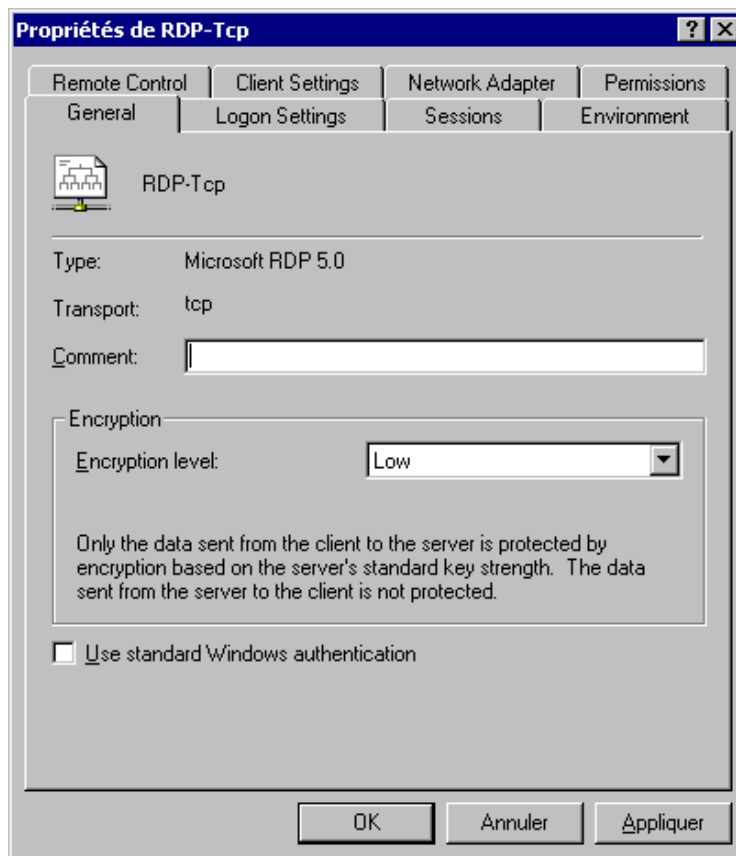 Propriétés de RDP-Tcp
Remote Control Client Settings Network Adapter Permissions
General Logon Settings Sessions Environment
RDP-Tcp
Type: Microsoft RDP 5.0
Transport: tcp
Comment:
Encryption
Encryption level: Low
Only the data sent from the client to the server is protected by
encryption based on the server's standard key strength. The data
sent from the server to the client is not protected.
Use standard Windows authentication
OK Annuler Appliquer